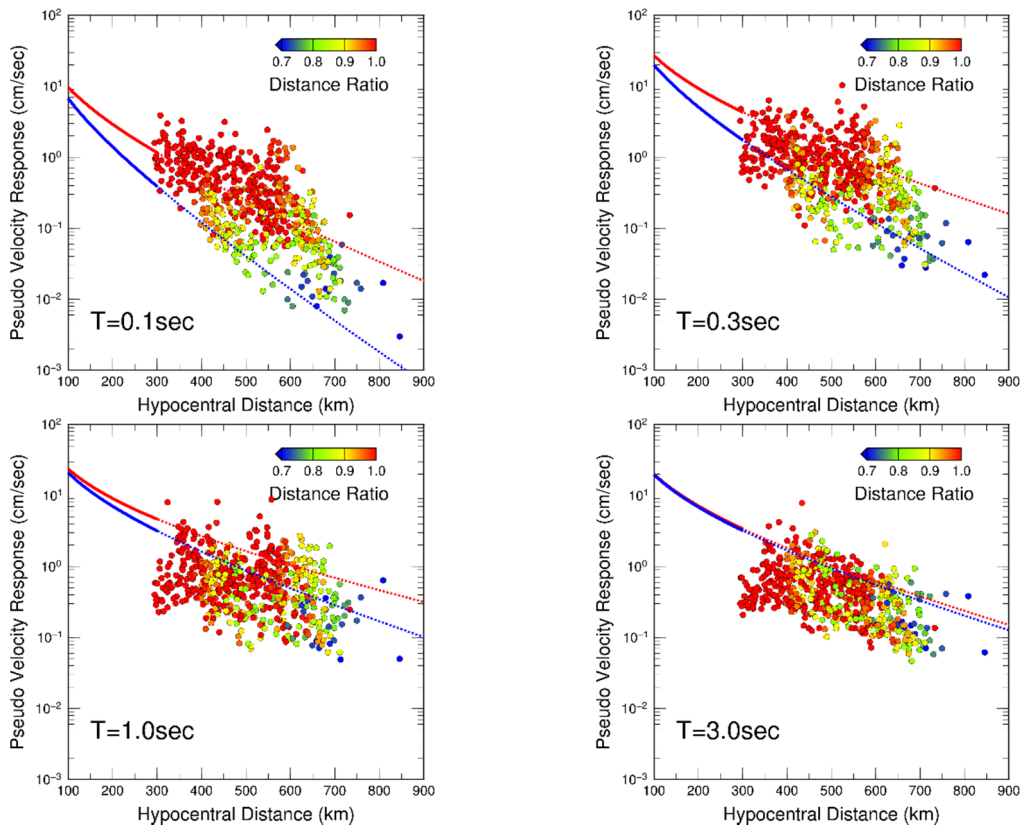 10²
10¹
10⁰
10⁻¹
10⁻²
10⁻³
Pseudo Velocity Response (cm/sec)
0.7 0.8 0.9 1.0
Distance Ratio
T=0.1sec
100 200 300 400 500 600 700 800 900
Hypocentral Distance (km)
10²
10¹
10⁰
10⁻¹
10⁻²
10⁻³
Pseudo Velocity Response (cm/sec)
0.7 0.8 0.9 1.0
Distance Ratio
T=0.3sec
100 200 300 400 500 600 700 800 900
Hypocentral Distance (km)
10²
10¹
10⁰
10⁻¹
10⁻²
10⁻³
Pseudo Velocity Response (cm/sec)
0.7 0.8 0.9 1.0
Distance Ratio
T=1.0sec
100 200 300 400 500 600 700 800 900
Hypocentral Distance (km)
10²
10¹
10⁰
10⁻¹
10⁻²
10⁻³
Pseudo Velocity Response (cm/sec)
0.7 0.8 0.9 1.0
Distance Ratio
T=3.0sec
100 200 300 400 500 600 700 800 900
Hypocentral Distance (km)